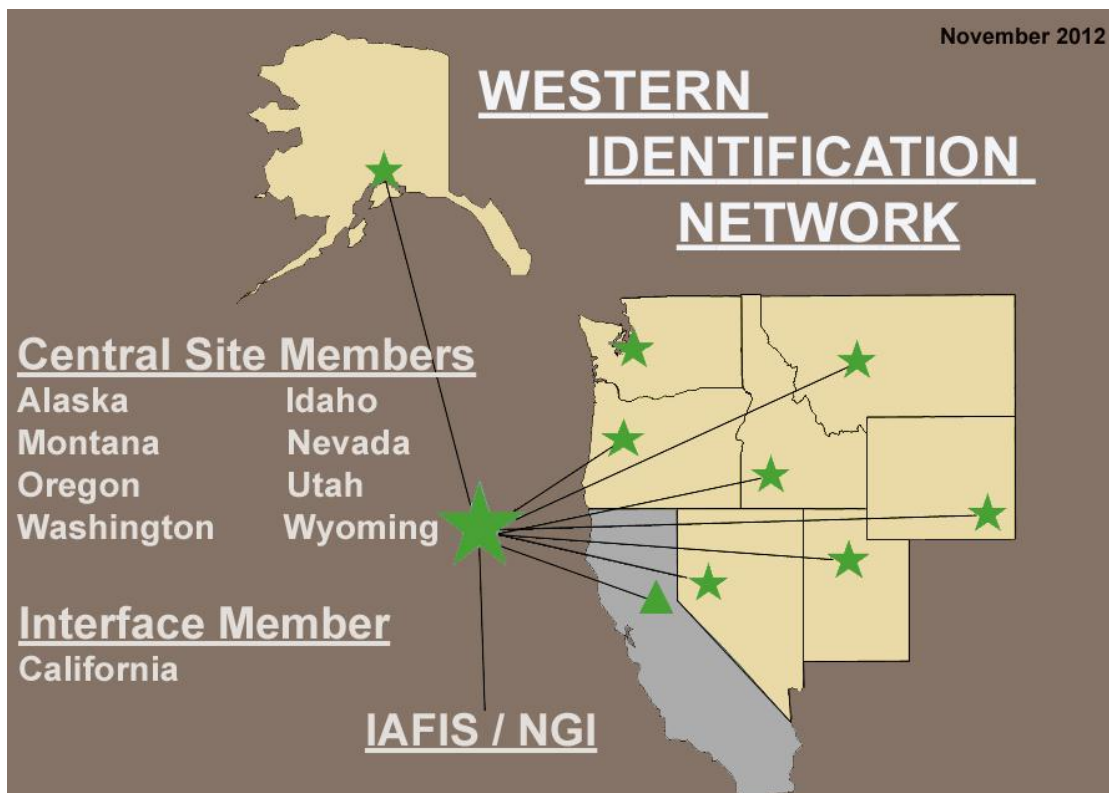 November 2012
WESTERN
IDENTIFICATION
NETWORK
Central Site Members
Alaska Idaho
Montana Nevada
Oregon Utah
Washington Wyoming
Interface Member
California
IAFIS / NGI